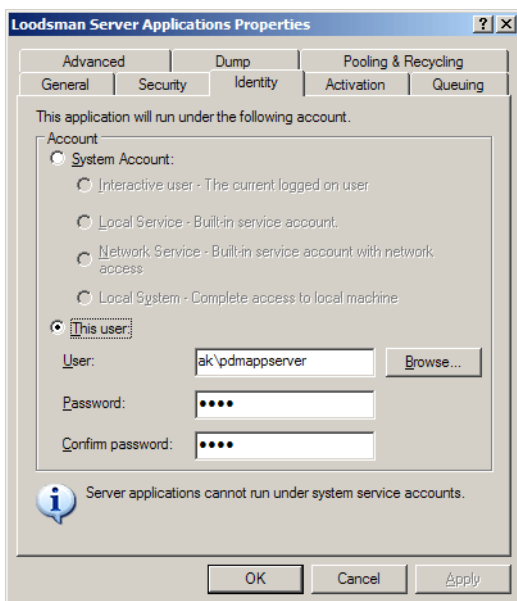 Loodsman Server Applications Properties
Advanced Dump Pooling & Recycling
General Security Identity Activation Queuing
This application will run under the following account.
Account
System Account:
Interactive user - The current logged on user
Local Service - Built-in service account.
Network Service - Built-in service account with network
access
Local System - Complete access to local machine
This user:
User: ak\pdmappserver Browse...
Password: ●●●●
Confirm password: ●●●●
Server applications cannot run under system service accounts.
OK Cancel Apply